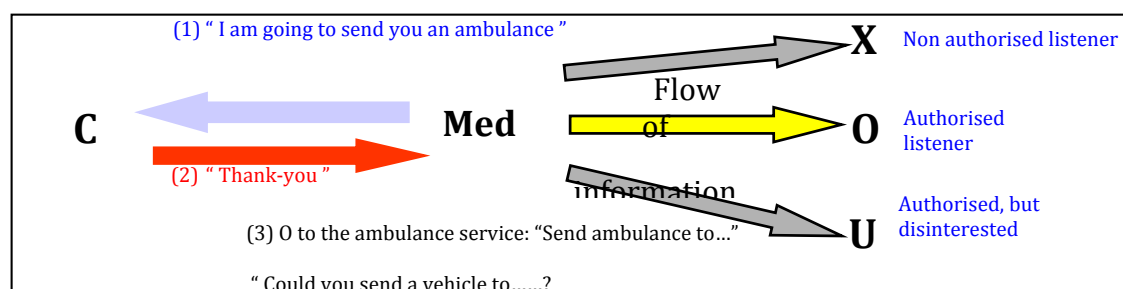 (1) “ I am going to send you an ambulance ”
X
Non authorised listener
Flow
C
Med
of
O
Authorised
listener
(2) “ Thank-you ”
information
Authorised, but
disinterested
U
(3) O to the ambulance service: “Send ambulance to…”
“ Could you send a vehicle to……?